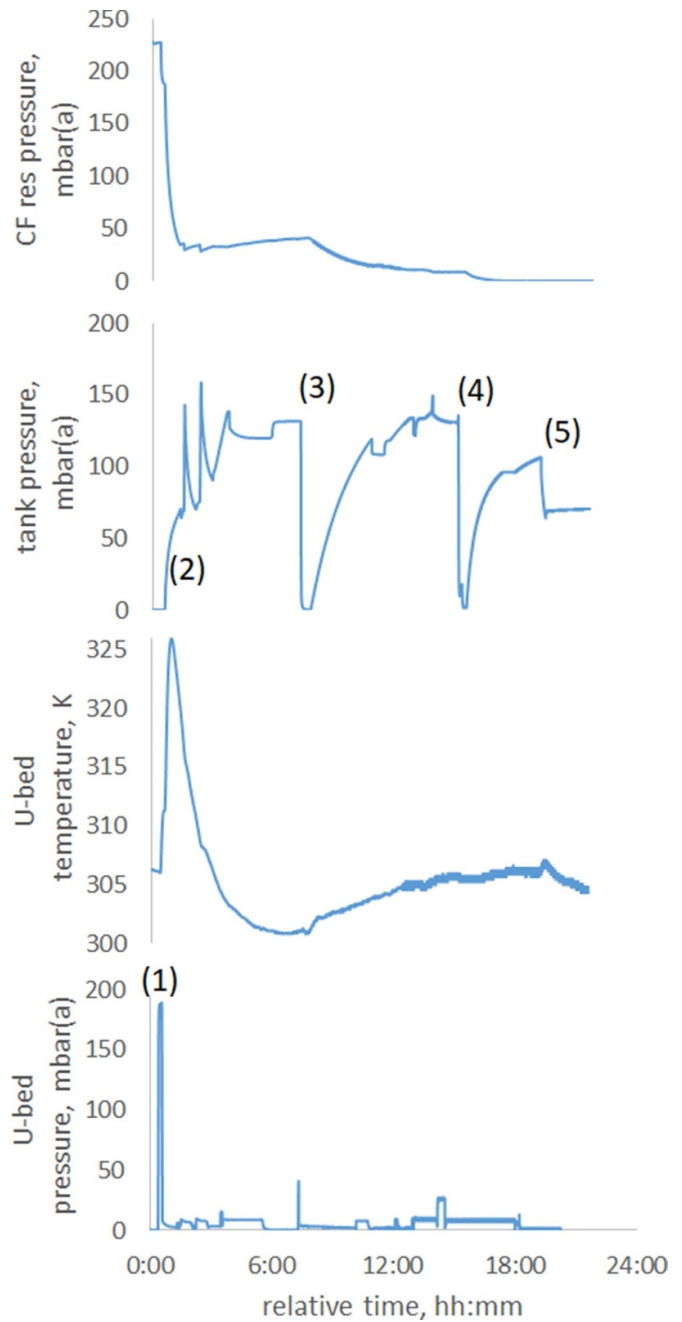 250
200
150
100
50
0
CF res pressure,
mbar(a)
200
150
100
50
0
tank pressure,
mbar(a)
(2)
(3)
(4)
(5)
325
320
315
310
305
300
U-bed
temperature, K
(1)
200
150
100
50
0
U-bed
pressure, mbar(a)
0:00 6:00 12:00 18:00 24:00
relative time, hh:mm